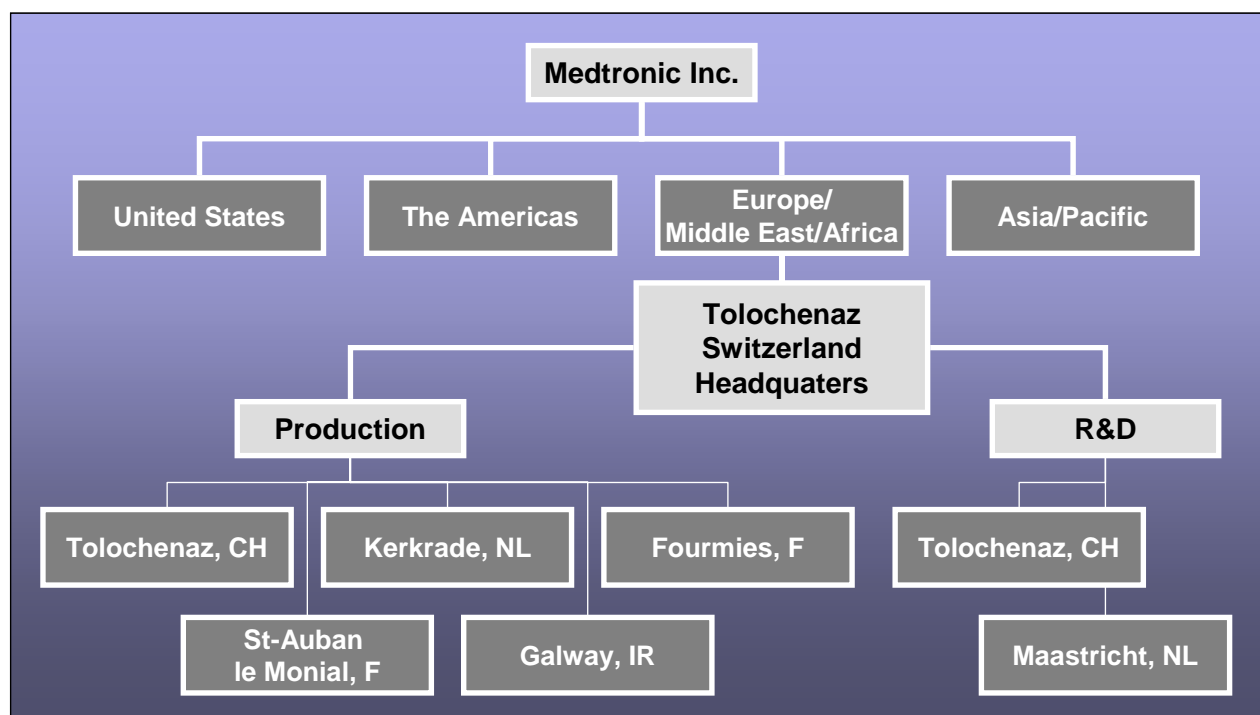 Medtronic Inc.
United States
The Americas
Europe/
Middle East/Africa
Asia/Pacific
Tolochenaz
Switzerland
Headquaters
Production
R&D
Tolochenaz, CH
Kerkrade, NL
Fourmies, F
Tolochenaz, CH
St-Auban
le Monial, F
Galway, IR
Maastricht, NL